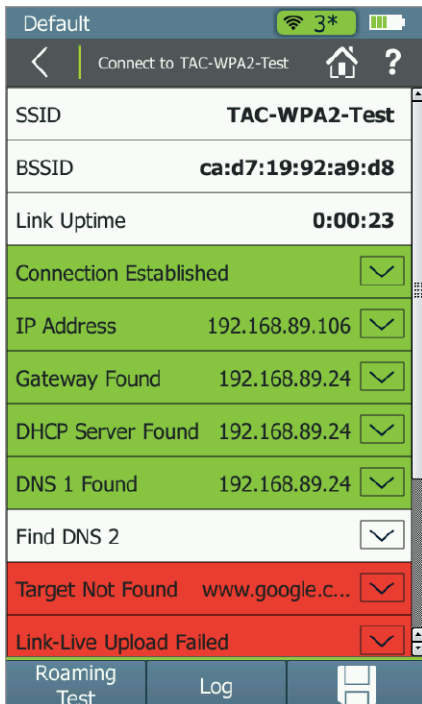 Default 3*
Connect to TAC-WPA2-Test ?
SSID TAC-WPA2-Test
BSSID ca:d7:19:92:a9:d8
Link Uptime 0:00:23
Connection Established
IP Address 192.168.89.106
Gateway Found 192.168.89.24
DHCP Server Found 192.168.89.24
DNS 1 Found 192.168.89.24
Find DNS 2
Target Not Found www.google.c...
Link-Live Upload Failed
Roaming
Test
Log